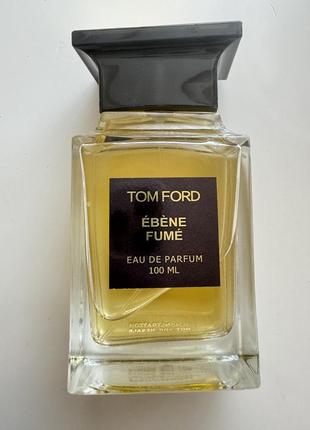 TOM FORD
ÉBÈNE
FUMÉ
EAU DE PARFUM
100 ML